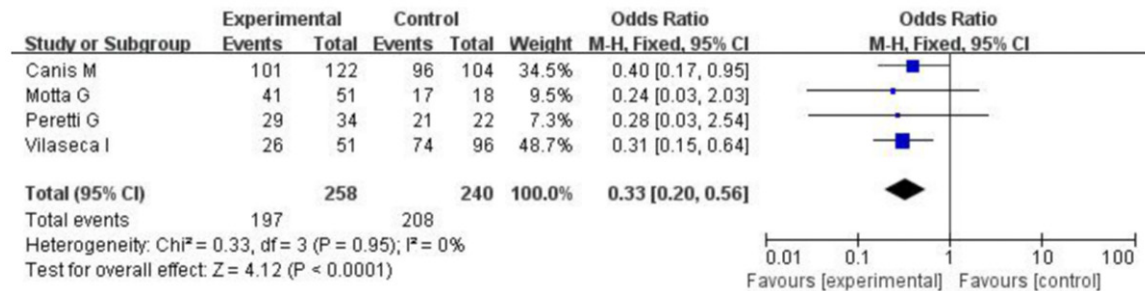 Experimental Control Odds Ratio Odds Ratio
Study or Subgroup Events Total Events Total Weight M-H, Fixed, 95% CI M-H, Fixed, 95% CI
Canis M 101 122 96 104 34.5% 0.40 [0.17, 0.95]
Motta G 41 51 17 18 9.5% 0.24 [0.03, 2.03]
Peretti G 29 34 21 22 7.3% 0.28 [0.03, 2.54]
Vilaseca I 26 51 74 96 48.7% 0.31 [0.15, 0.64]
Total (95% CI) 258 240 100.0% 0.33 [0.20, 0.56]
Total events 197 208
Heterogeneity: Chi² = 0.33, df = 3 (P = 0.95); I² = 0%
Test for overall effect: Z = 4.12 (P < 0.0001)
0.01 0.1 1 10 100
Favours [experimental] Favours [control]